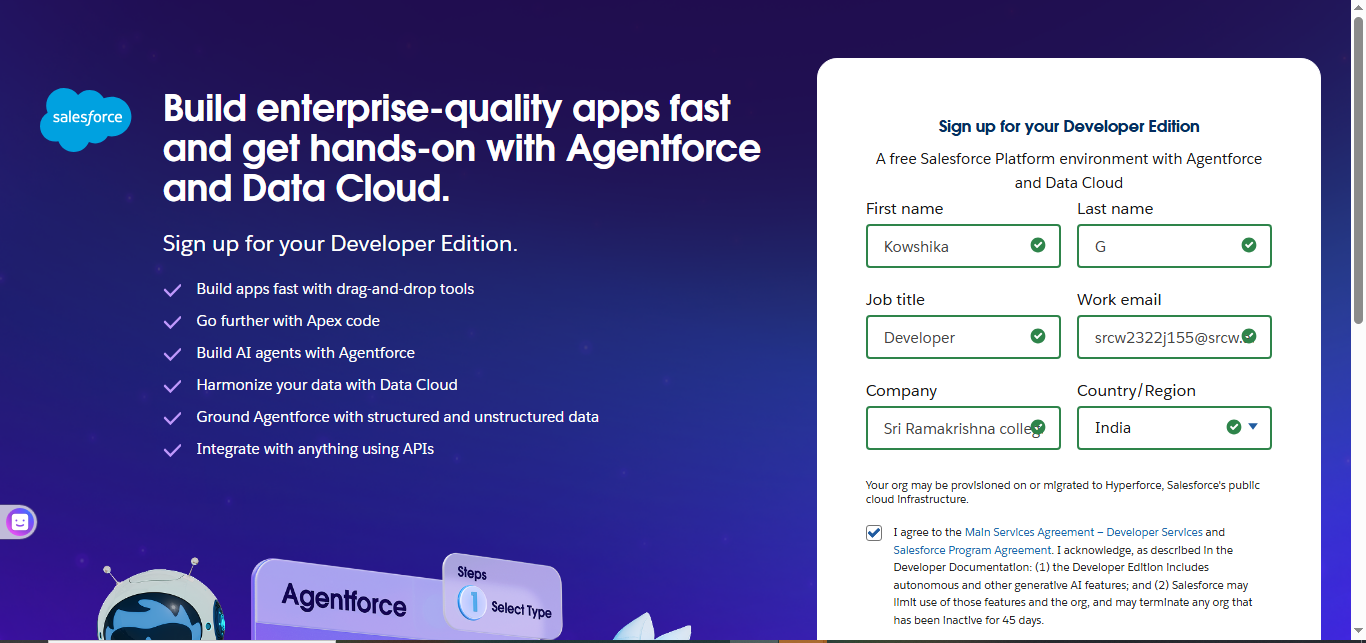 salesforce
Build enterprise-quality apps fast
and get hands-on with Agentforce
and Data Cloud.
Sign up for your Developer Edition.
Build apps fast with drag-and-drop tools
Go further with Apex code
Build AI agents with Agentforce
Harmonize your data with Data Cloud
Ground Agentforce with structured and unstructured data
Integrate with anything using APIs
Agentforce
Steps
1 Select Type
Sign up for your Developer Edition
A free Salesforce Platform environment with Agentforce
and Data Cloud
First name Last name
Kowshika G
Job title Work email
Developer srcw2322j155@srcw.
Company Country/Region
Sri Ramakrishna colleg India
Your org may be provisioned on or migrated to Hyperforce, Salesforce's public
cloud infrastructure.
I agree to the Main Services Agreement – Developer Services and
Salesforce Program Agreement. I acknowledge, as described in the
Developer Documentation: (1) the Developer Edition includes
autonomous and other generative AI features; and (2) Salesforce may
limit use of those features and the org, and may terminate any org that
has been inactive for 45 days.